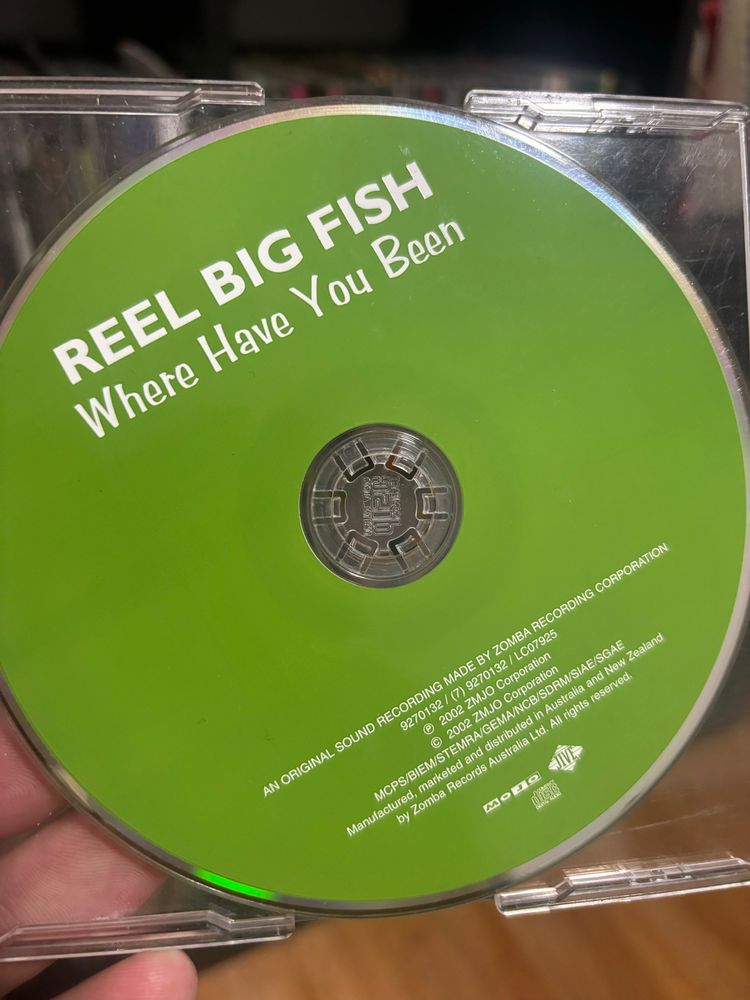 REEL BIG FISH
Where Have You Been
AN ORIGINAL SOUND RECORDING MADE BY ZOMBA RECORDING CORPORATION
9270132 / (7) 9270132 / LC07925
℗ 2002 ZMJO Corporation
© 2002 ZMJO Corporation
MCPS/BIEM/STEMRA/GEMA/NCB/SDRM/SIAE/SGAE
Manufactured, marketed and distributed in Australia and New Zealand
by Zomba Records Australia Ltd. All rights reserved.
MOJO
JIVE